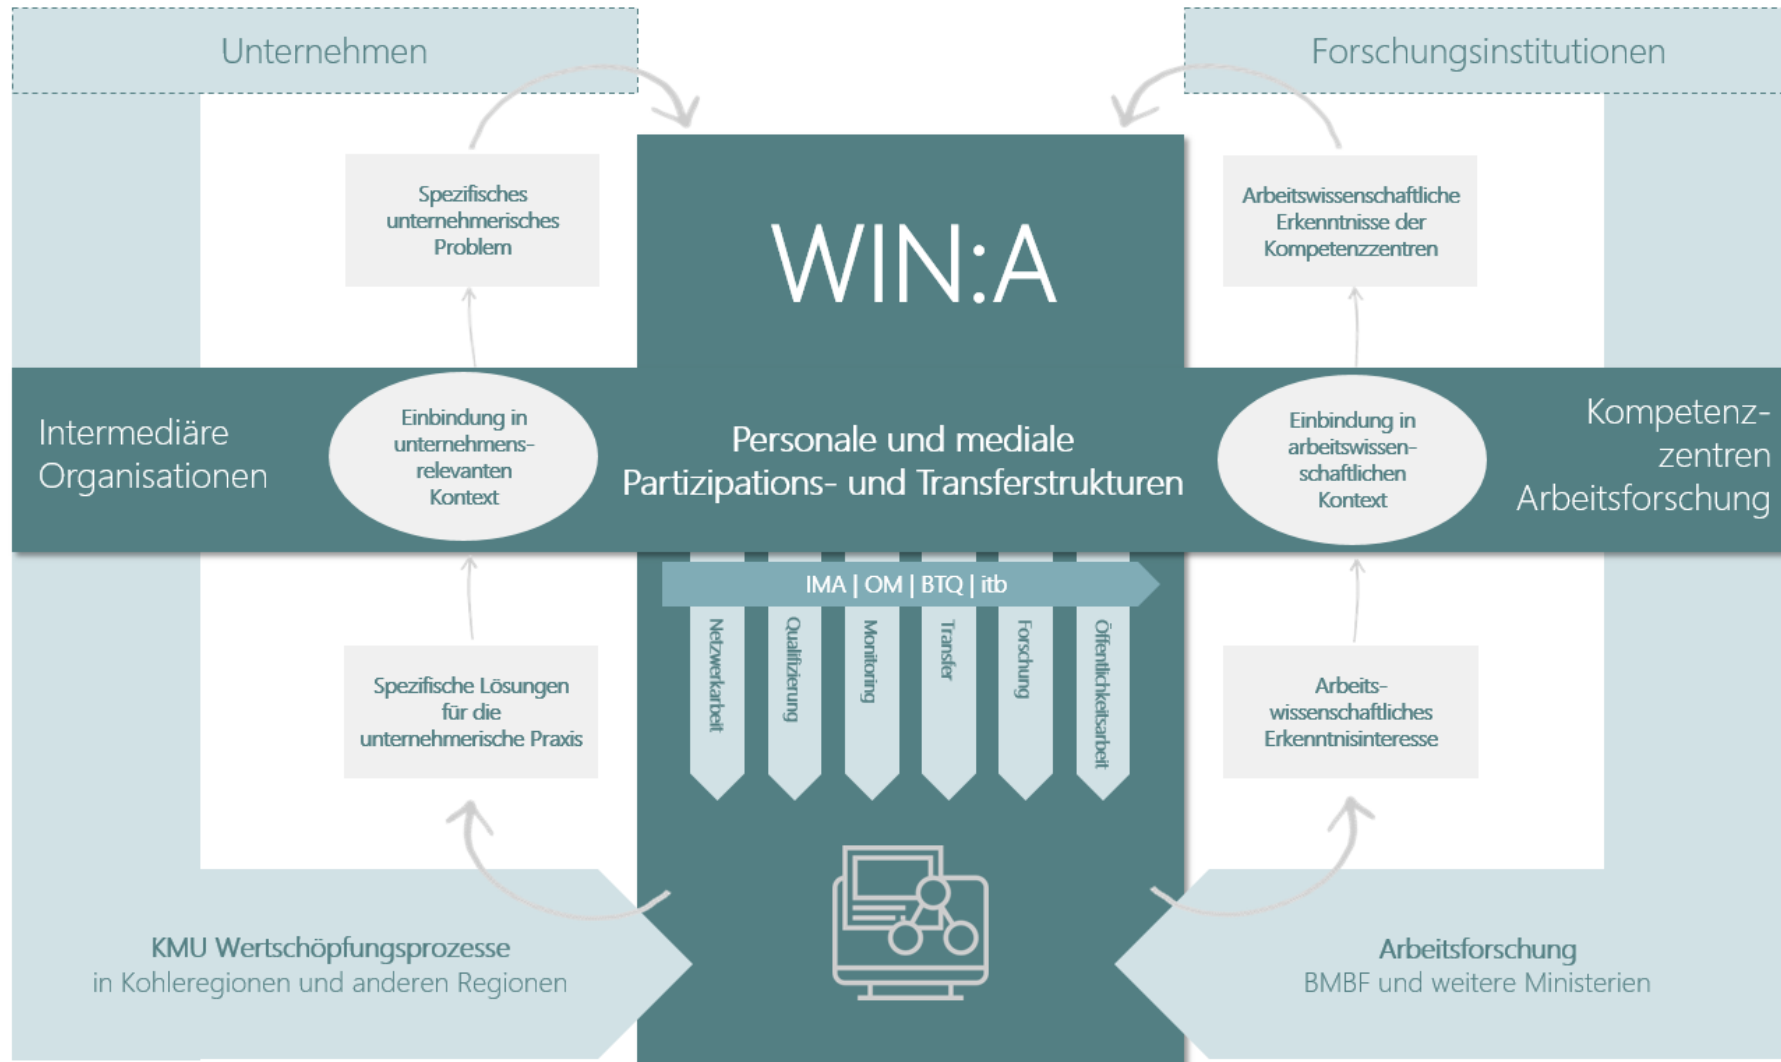 Unternehmen
Forschungsinstitutionen
Spezifisches
unternehmerisches
Problem
WIN:A
Arbeitswissenschaftliche
Erkenntnisse der
Kompetenzzentren
Intermediäre
Organisationen
Einbindung in
unternehmens-
relevanten
Kontext
Personale und mediale
Partizipations- und Transferstrukturen
Einbindung in
arbeitswissen-
schaftlichen
Kontext
Kompetenz-
zentren
Arbeitsforschung
IMA | OM | BTQ | itb
Netzwerkarbeit
Qualifizierung
Monitoring
Transfer
Forschung
Öffentlichkeitsarbeit
Spezifische Lösungen
für die
unternehmerische Praxis
Arbeits-
wissenschaftliches
Erkenntnisinteresse
KMU Wertschöpfungsprozesse
in Kohleregionen und anderen Regionen
Arbeitsforschung
BMBF und weitere Ministerien